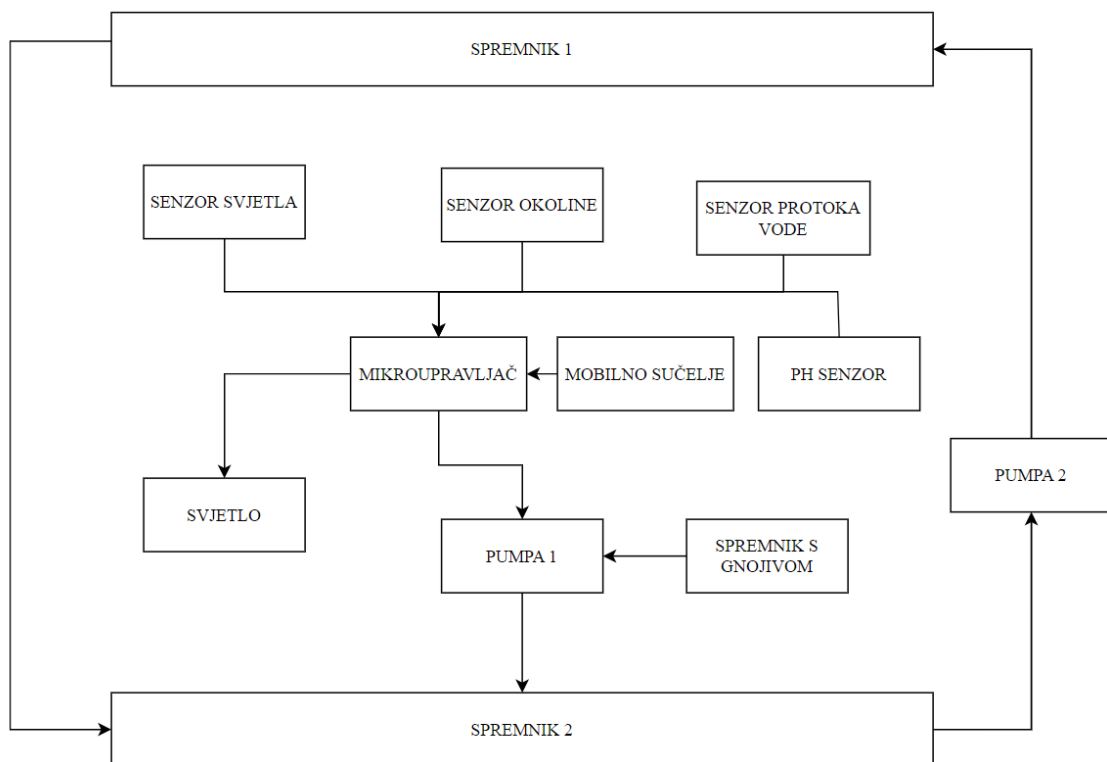 SPREMNIK 1
SENZOR SVJETLA
SENZOR OKOLINE
SENZOR PROTOKA
VODE
MIKROUPRAVLJAČ
MOBILNO SUČELJE
PH SENZOR
SVJETLO
PUMPA 1
SPREMNIK S
GNOJIVOM
PUMPA 2
SPREMNIK 2